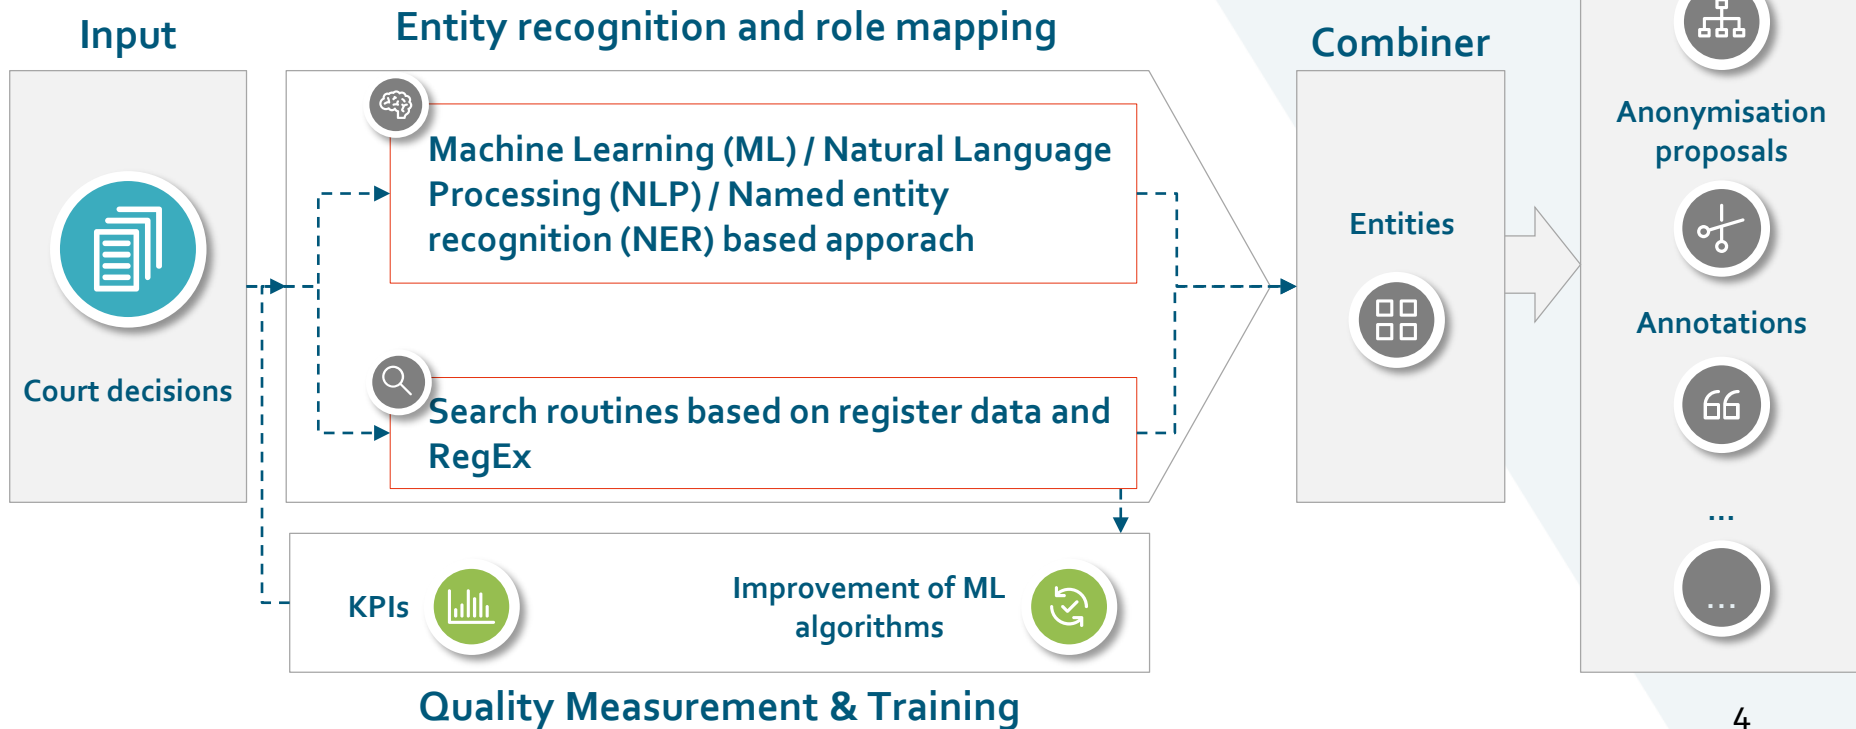 Input
Court decisions
Entity recognition and role mapping
Machine Learning (ML) / Natural Language
Processing (NLP) / Named entity
recognition (NER) based apporach
Search routines based on register data and
RegEx
KPIs
Improvement of ML
algorithms
Quality Measurement & Training
Combiner
Entities
Anonymisation
proposals
Annotations
...
...
4